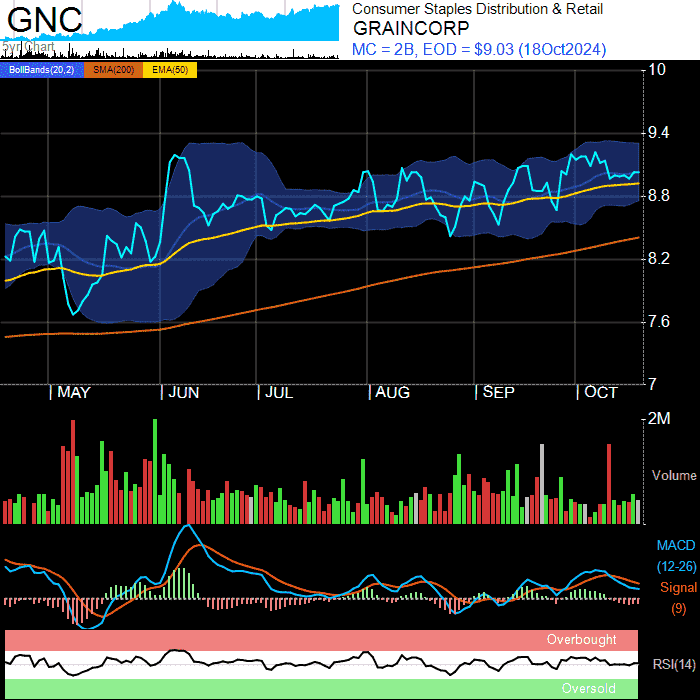 GNC
5yr Chart
Consumer Staples Distribution & Retail
GRAINCORP
MC = 2B, EOD = $9.03 (18Oct2024)
BollBands(20,2) SMA(200) EMA(50)
10
9.4
8.8
8.2
7.6
7
MAY JUN JUL AUG SEP OCT
2M
Volume
MACD
(12-26)
Signal
(9)
Overbought
RSI(14)
Oversold